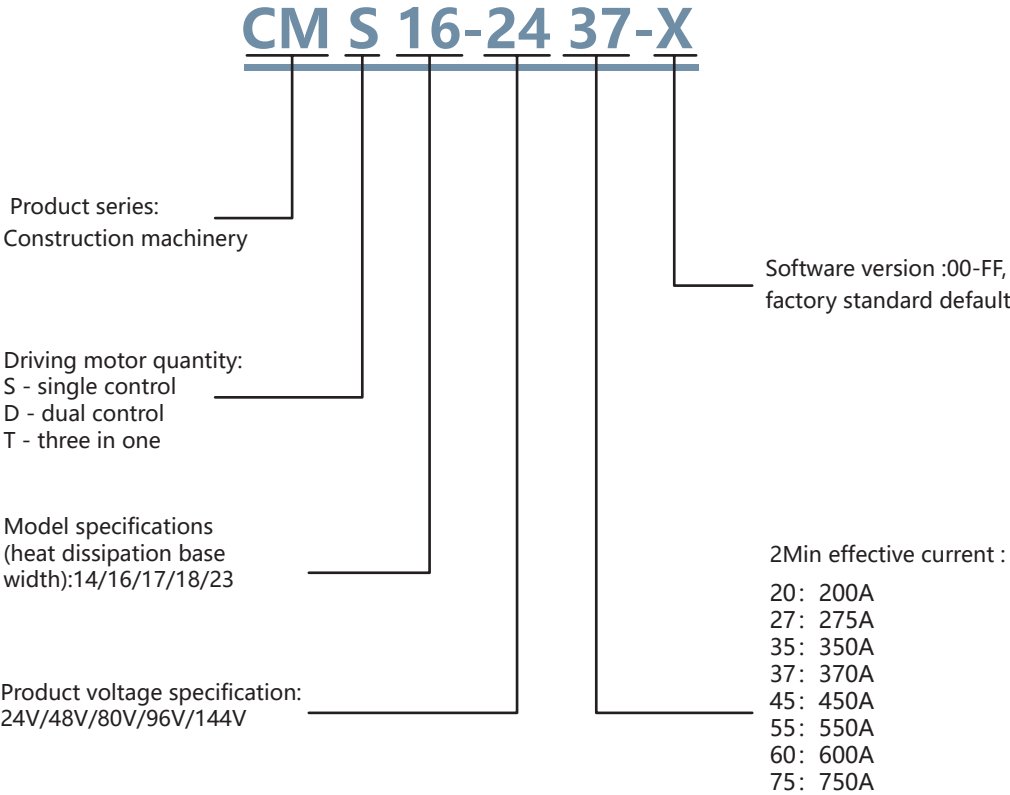 CM S 16-24 37-X
Product series:
Construction machinery
Software version :00-FF,
factory standard default
Driving motor quantity:
S - single control
D - dual control
T - three in one
Model specifications
(heat dissipation base
width):14/16/17/18/23
2Min effective current :
20：200A
27：275A
35：350A
37：370A
45：450A
55：550A
60：600A
75：750A
Product voltage specification:
24V/48V/80V/96V/144V